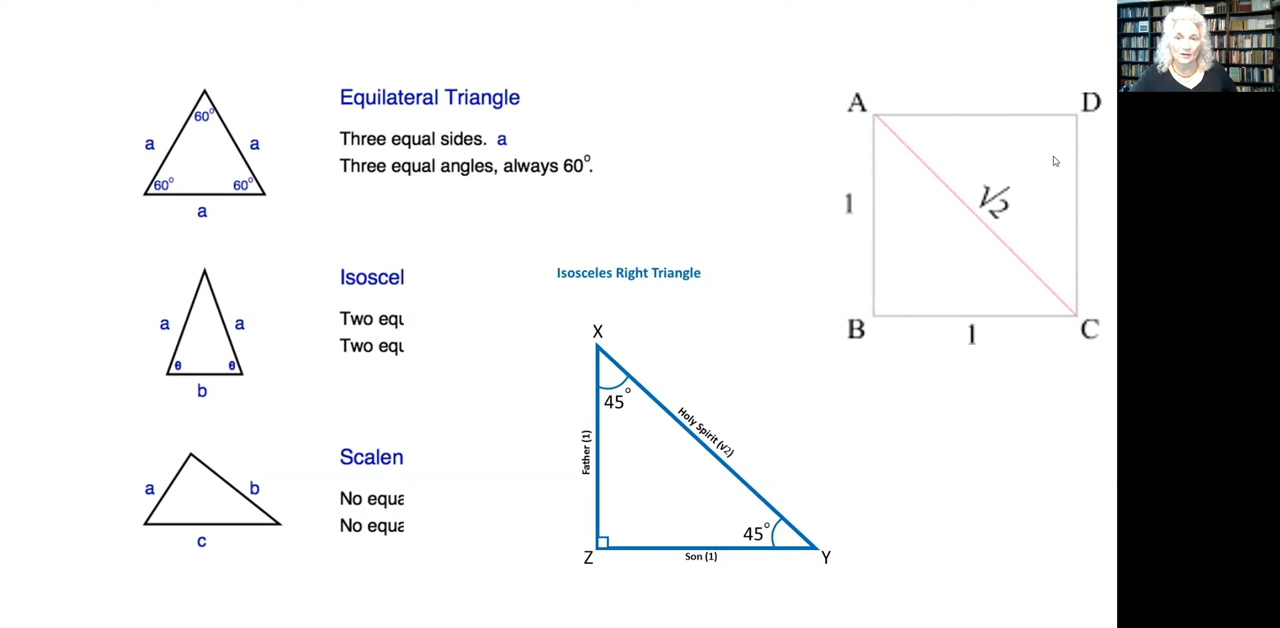 60°
a
a
60°
60°
a
Equilateral Triangle
Three equal sides. a
Three equal angles, always 60°.
a
a
θ
θ
b
Isoscel
Two equ
Two equ
a
b
c
Scalen
No equa
No equa
Isosceles Right Triangle
X
45°
Father (1)
Holy Spirit (√2)
45°
Z
Son (1)
Y
A
D
1
√2
B
1
C